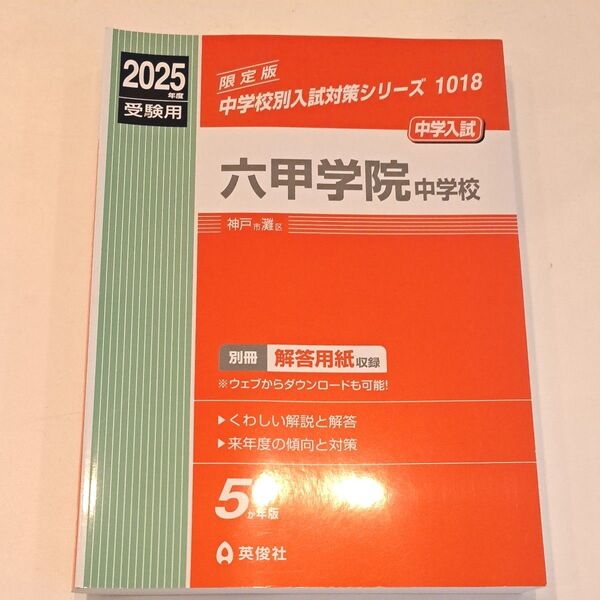 2025
年度
受験用
限定版
中学校別入試対策シリーズ 1018
中学入試
六甲学院中学校
神戸市灘区
別冊 解答用紙収録
※ウェブからダウンロードも可能!
▶くわしい解説と解答
▶来年度の傾向と対策
5か年版
英俊社